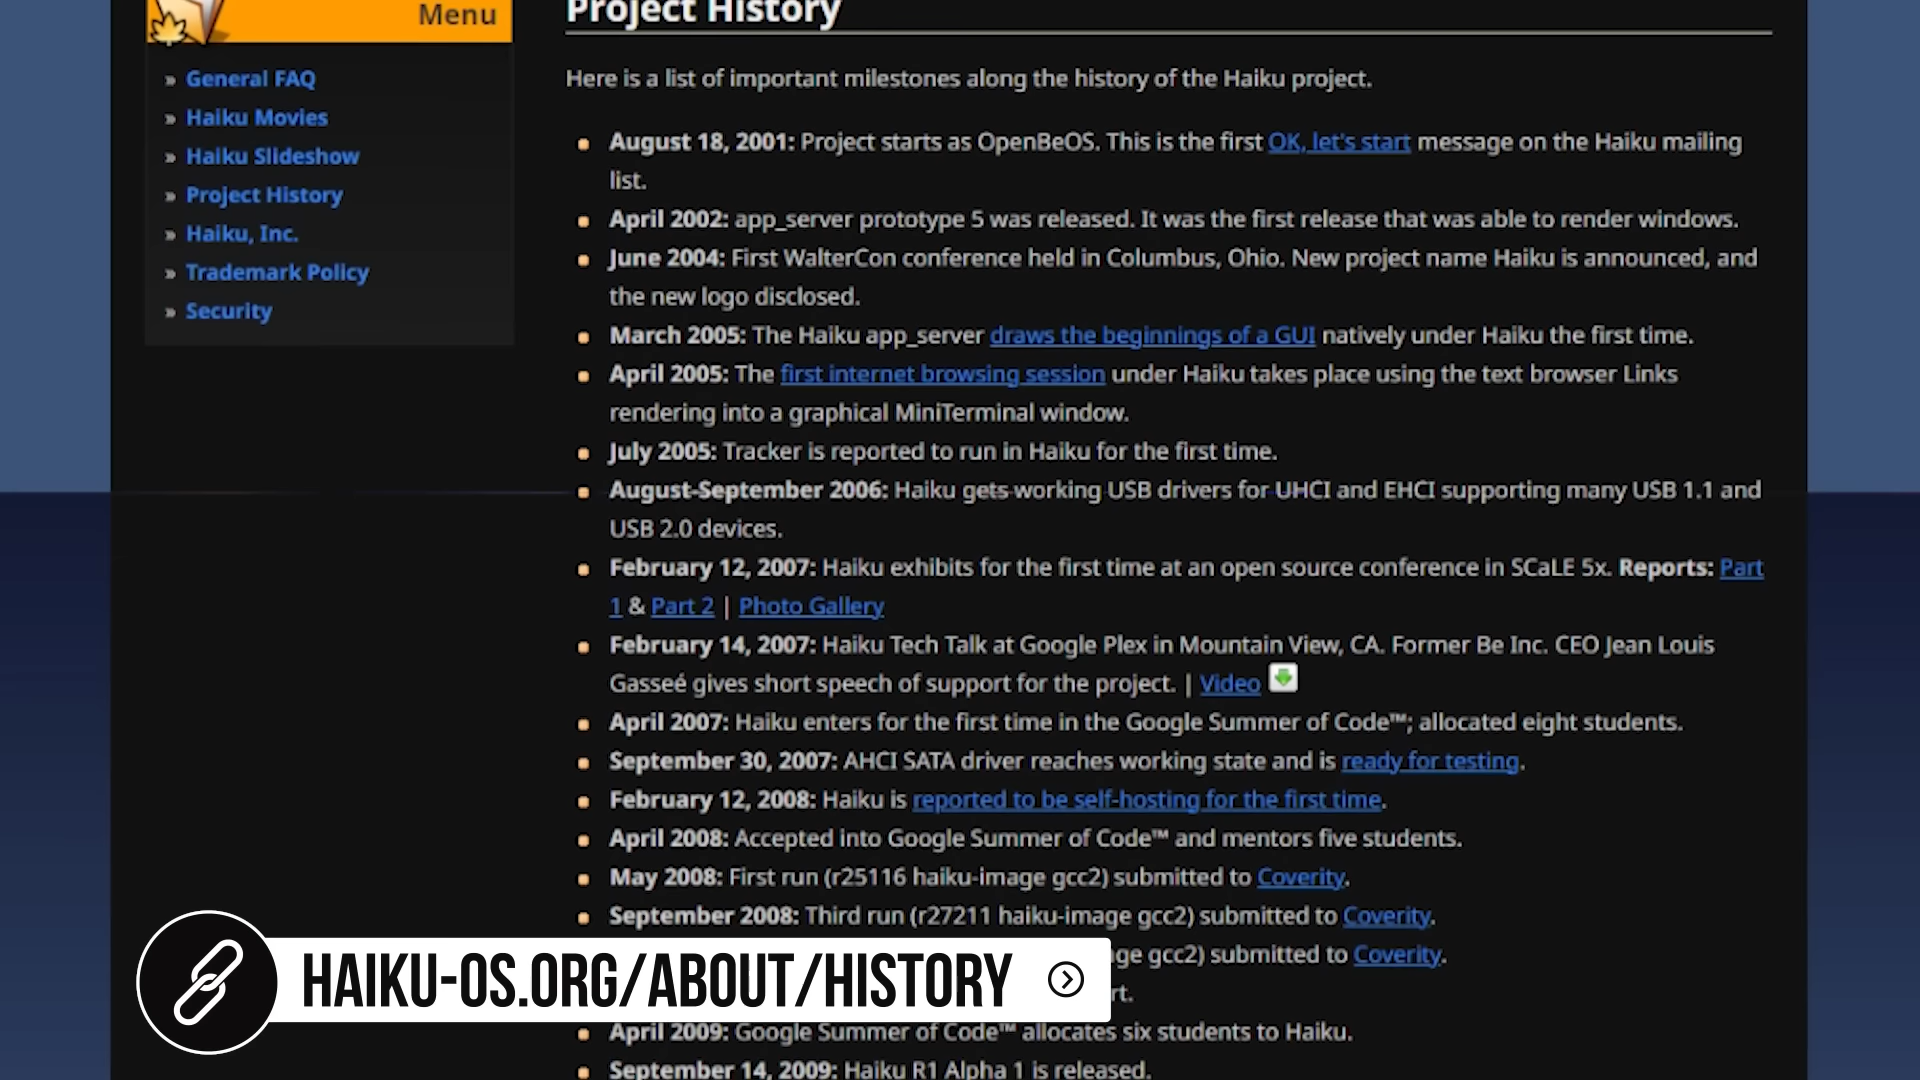 Menu
» General FAQ
» Haiku Movies
» Haiku Slideshow
» Project History
» Haiku, Inc.
» Trademark Policy
» Security
Project History
Here is a list of important milestones along the history of the Haiku project.
August 18, 2001: Project starts as OpenBeOS. This is the first OK, let's start message on the Haiku mailing
list.
April 2002: app_server prototype 5 was released. It was the first release that was able to render windows.
June 2004: First WalterCon conference held in Columbus, Ohio. New project name Haiku is announced, and
the new logo disclosed.
March 2005: The Haiku app_server draws the beginnings of a GUI natively under Haiku the first time.
April 2005: The first internet browsing session under Haiku takes place using the text browser Links
rendering into a graphical MiniTerminal window.
July 2005: Tracker is reported to run in Haiku for the first time.
August-September 2006: Haiku gets working USB drivers for UHCI and EHCI supporting many USB 1.1 and
USB 2.0 devices.
February 12, 2007: Haiku exhibits for the first time at an open source conference in SCaLE 5x. Reports: Part
1 & Part 2 | Photo Gallery
February 14, 2007: Haiku Tech Talk at Google Plex in Mountain View, CA. Former Be Inc. CEO Jean Louis
Gasseé gives short speech of support for the project. | Video
April 2007: Haiku enters for the first time in the Google Summer of Code™; allocated eight students.
September 30, 2007: AHCI SATA driver reaches working state and is ready for testing.
February 12, 2008: Haiku is reported to be self-hosting for the first time.
April 2008: Accepted into Google Summer of Code™ and mentors five students.
May 2008: First run (r25116 haiku-image gcc2) submitted to Coverity.
September 2008: Third run (r27211 haiku-image gcc2) submitted to Coverity.
gcc2) submitted to Coverity.
April 2009: Google Summer of Code™ allocates six students to Haiku.
September 14, 2009: Haiku R1 Alpha 1 is released.
HAIKU-OS.ORG/ABOUT/HISTORY